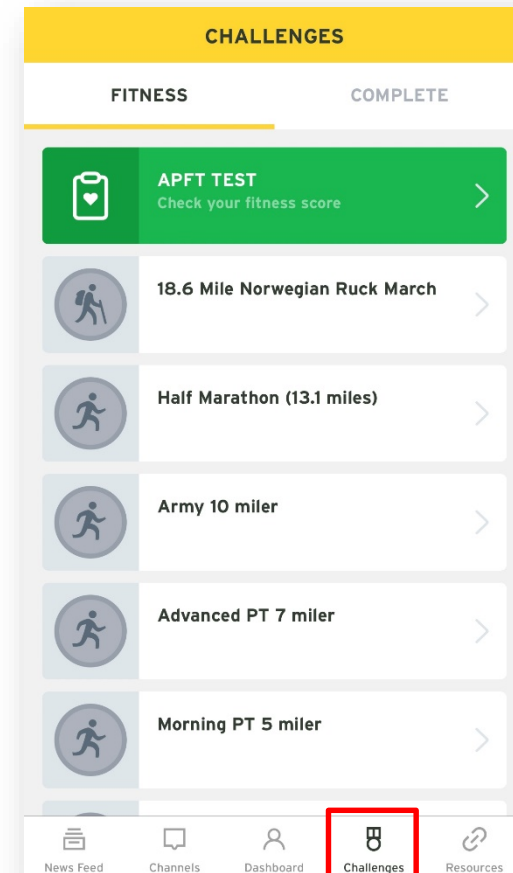 CHALLENGES
FITNESS COMPLETE
APFT TEST
Check your fitness score
18.6 Mile Norwegian Ruck March
Half Marathon (13.1 miles)
Army 10 miler
Advanced PT 7 miler
Morning PT 5 miler
News Feed Channels Dashboard Challenges Resources